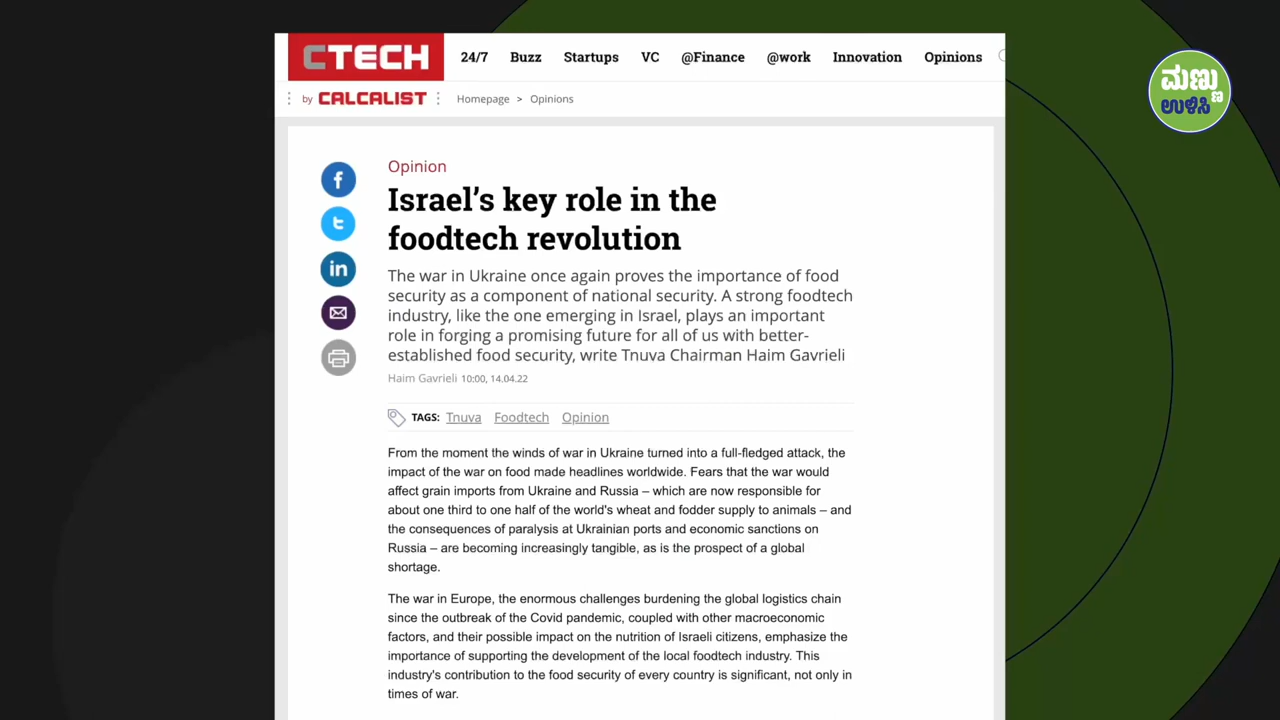 CTECH
24/7 Buzz Startups VC @Finance @work Innovation Opinions
by CALCALIST
Homepage > Opinions
ಮಣ್ಣು
ಉಳಿಸಿ
Opinion
Israel’s key role in the
foodtech revolution
The war in Ukraine once again proves the importance of food
security as a component of national security. A strong foodtech
industry, like the one emerging in Israel, plays an important
role in forging a promising future for all of us with better-
established food security, write Tnuva Chairman Haim Gavrieli
Haim Gavrieli 10:00, 14.04.22
TAGS: Tnuva Foodtech Opinion
From the moment the winds of war in Ukraine turned into a full-fledged attack, the
impact of the war on food made headlines worldwide. Fears that the war would
affect grain imports from Ukraine and Russia – which are now responsible for
about one third to one half of the world's wheat and fodder supply to animals – and
the consequences of paralysis at Ukrainian ports and economic sanctions on
Russia – are becoming increasingly tangible, as is the prospect of a global
shortage.
The war in Europe, the enormous challenges burdening the global logistics chain
since the outbreak of the Covid pandemic, coupled with other macroeconomic
factors, and their possible impact on the nutrition of Israeli citizens, emphasize the
importance of supporting the development of the local foodtech industry. This
industry's contribution to the food security of every country is significant, not only in
times of war.